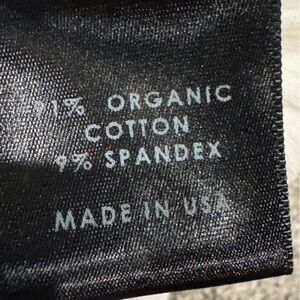 91% ORGANIC
COTTON
9% SPANDEX
MADE IN USA